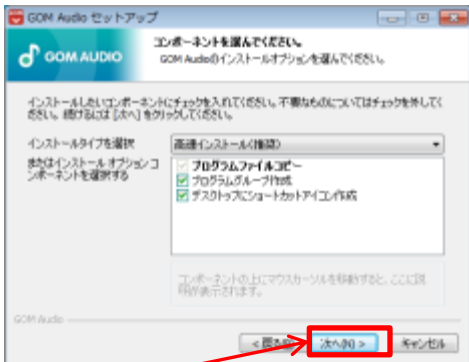 GOM Audio セットアップ
GOM AUDIO
コンポーネントを選んでください。
GOM Audioのインストールオプションを選んでください。
インストールしたいコンポーネントにチェックを入れてください。不要なものについてはチェックを外してく
ださい。続けるには [次へ] をクリックしてください。
インストールタイプを選択
高速インストール(推奨)
またはインストール オプション コ
ンポーネントを選択する
プログラムファイルコピー
プログラムグループ作成
デスクトップにショートカットアイコン作成
コンポーネントの上にマウスカーソルを移動すると、ここに説
明が表示されます。
GOM Audio
次へ(N) >
キャンセル